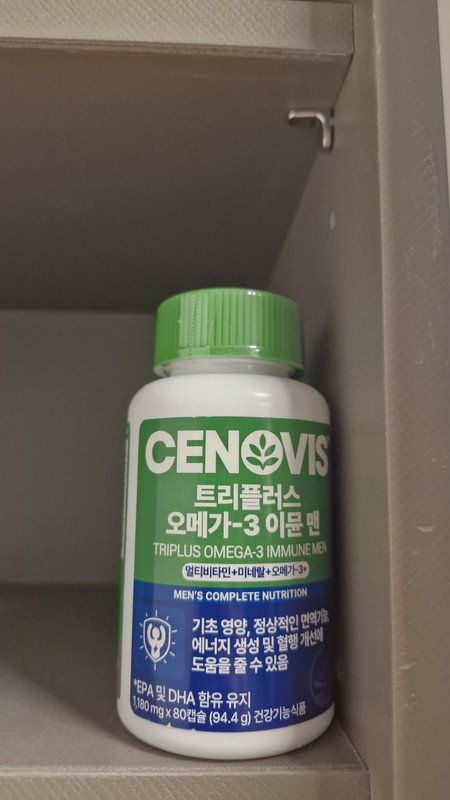 CENOVIS
트리플러스
오메가-3 이뮨 맨
TRIPLUS OMEGA-3 IMMUNE MEN
멀티비타민+미네랄+오메가-3*
MEN'S COMPLETE NUTRITION
기초 영양, 정상적인 면역기능,
에너지 생성 및 혈행 개선에
도움을 줄 수 있음
*EPA 및 DHA 함유 유지
1,180 mg x 80캡슐 (94.4 g) 건강기능식품